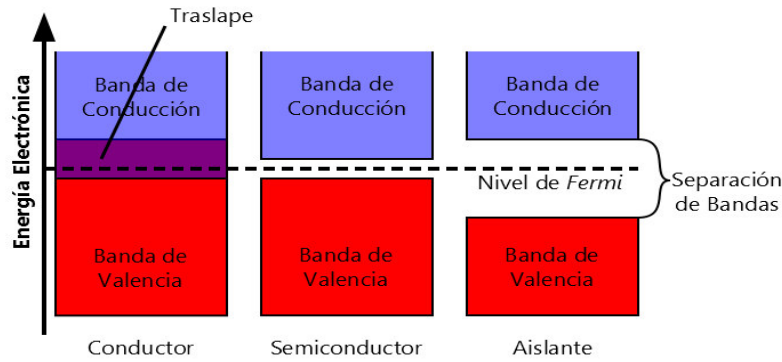 Traslape
Energía Electrónica
Banda de
Conducción
Banda de
Conducción
Banda de
Conducción
Nivel de Fermi
Separación
de Bandas
Banda de
Valencia
Banda de
Valencia
Banda de
Valencia
Conductor
Semiconductor
Aislante